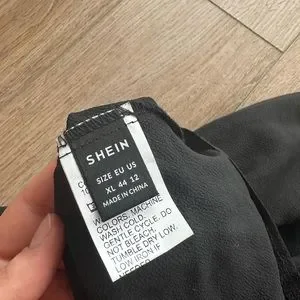 SHEIN
SIZE EU US
XL 44 12
MADE IN CHINA
COLORS. MACHINE
WASH COLD.
GENTLE CYCLE. DO
NOT BLEACH.
TUMBLE DRY LOW.
LOW IRON IF